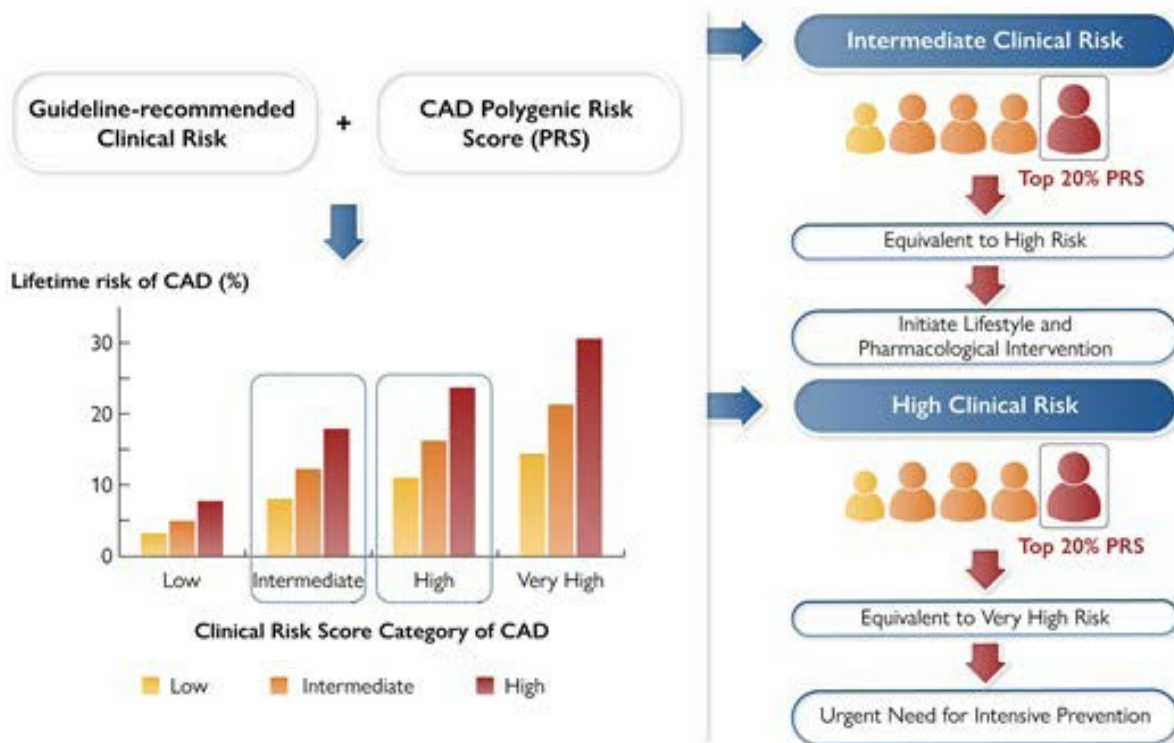 Guideline-recommended
Clinical Risk
+
CAD Polygenic Risk
Score (PRS)
Lifetime risk of CAD (%)
30
20
10
0
Low
Intermediate
High
Very High
Clinical Risk Score Category of CAD
Low
Intermediate
High
Intermediate Clinical Risk
Top 20% PRS
Equivalent to High Risk
Initiate Lifestyle and
Pharmacological Intervention
High Clinical Risk
Top 20% PRS
Equivalent to Very High Risk
Urgent Need for Intensive Prevention